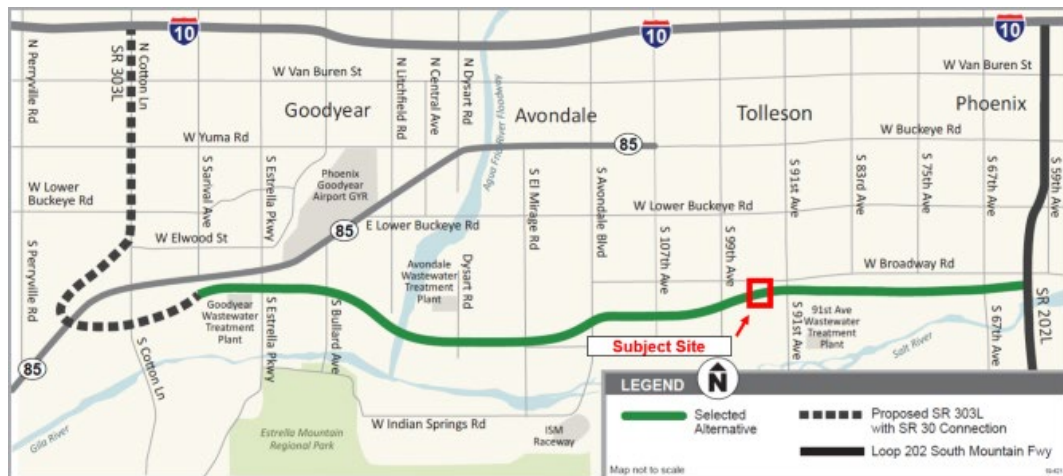 10
10
10
N Perryville Rd
SR 303L
N Cotton Ln
W Van Buren St
N Litchfield Rd
N Central Ave
N Dysart Rd
W Van Buren St
Goodyear
Avondale
Tolleson
Phoenix
Agua Fria River Floodway
W Yuma Rd
85
W Buckeye Rd
W Lower
Buckeye Rd
S Sarival Ave
S Estrella Pkwy
Phoenix
Goodyear
Airport GYR
S El Mirage Rd
S Avondale Blvd
S 91st Ave
S 83rd Ave
S 75th Ave
S 67th Ave
S 59th Ave
E Lower Buckeye Rd
W Lower Buckeye Rd
W Elwood St
85
S Perryville Rd
S 107th Ave
S 99th Ave
W Broadway Rd
Avondale
Wastewater
Treatment
Plant
Dysart Rd
Goodyear
Wastewater
Treatment
Plant
S Estrella Pkwy
S Bullard Ave
S 91st Ave
91st Ave
Wastewater
Treatment
Plant
S 67th Ave
SR 202L
Salt River
Subject Site
85
S Cotton Ln
Gila River
Estrella Mountain
Regional Park
W Indian Springs Rd
ISM
Raceway
LEGEND
N
Selected
Alternative
Proposed SR 303L
with SR 30 Connection
Loop 202 South Mountain Fwy
Map not to scale